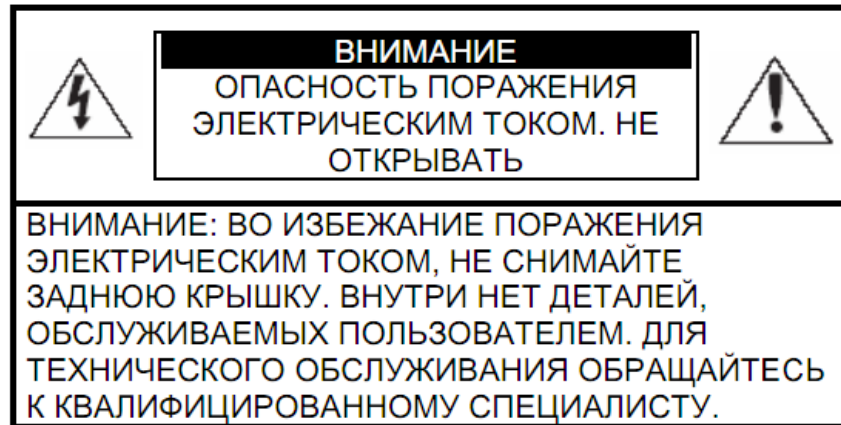 ВНИМАНИЕ
ОПАСНОСТЬ ПОРАЖЕНИЯ
ЭЛЕКТРИЧЕСКИМ ТОКОМ. НЕ
ОТКРЫВАТЬ
ВНИМАНИЕ: ВО ИЗБЕЖАНИЕ ПОРАЖЕНИЯ
ЭЛЕКТРИЧЕСКИМ ТОКОМ, НЕ СНИМАЙТЕ
ЗАДНЮЮ КРЫШКУ. ВНУТРИ НЕТ ДЕТАЛЕЙ,
ОБСЛУЖИВАЕМЫХ ПОЛЬЗОВАТЕЛЕМ. ДЛЯ
ТЕХНИЧЕСКОГО ОБСЛУЖИВАНИЯ ОБРАЩАЙТЕСЬ
К КВАЛИФИЦИРОВАННОМУ СПЕЦИАЛИСТУ.